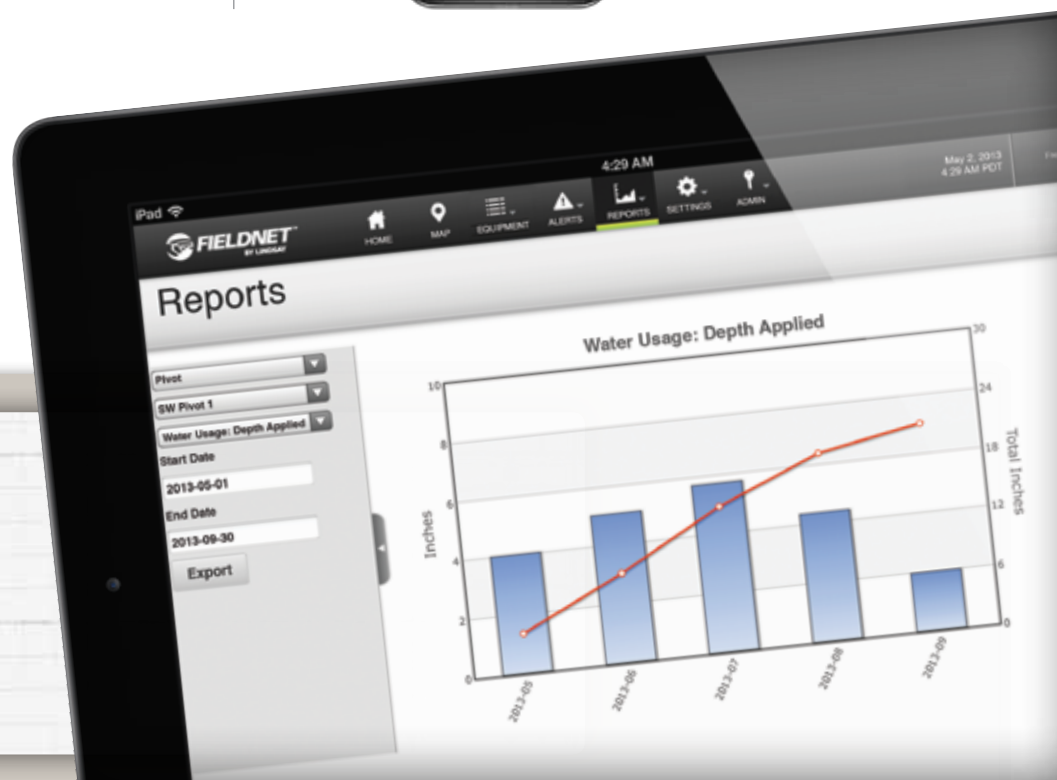 iPad
4:29 AM
May 2, 2013
4:29 AM PDT
FIELDNET
BY LINDSAY
HOME
MAP
EQUIPMENT
ALERTS
REPORTS
SETTINGS
ADMIN
Reports
Pivot
SW Pivot 1
Water Usage: Depth Applied
Start Date
2013-05-01
End Date
2013-09-30
Export
Water Usage: Depth Applied
10
8
6
4
2
0
Inches
30
24
18
12
6
0
Total Inches
2013-05
2013-06
2013-07
2013-08
2013-09